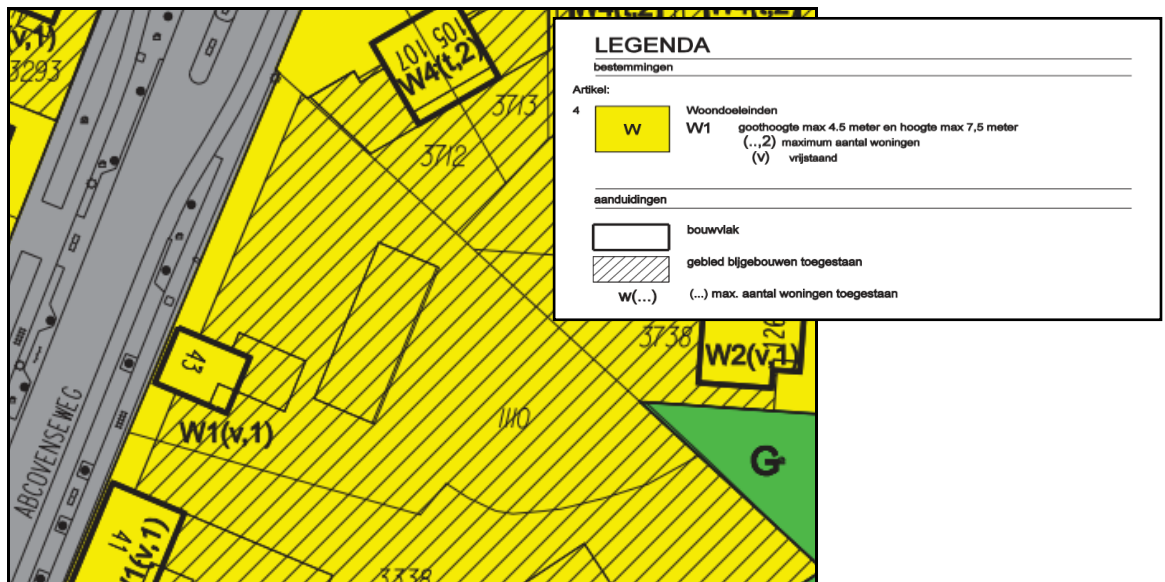 LEGENDA
bestemmingen
Artikel:
4
W
Woondoeleinden
W1 goothoogte max 4.5 meter en hoogte max 7,5 meter
(..,2) maximum aantal woningen
(v) vrijstaand
aanduidingen
bouwvlak
gebied bijgebouwen toegestaan
w(...) (...) max. aantal woningen toegestaan
v,1)
3293
105
107
W4(t,2)
3713
3712
3738
126
W2(v,1)
43
W1(v,1)
1110
G
ABCOVENSEWEG
41
1(v,1)
3338